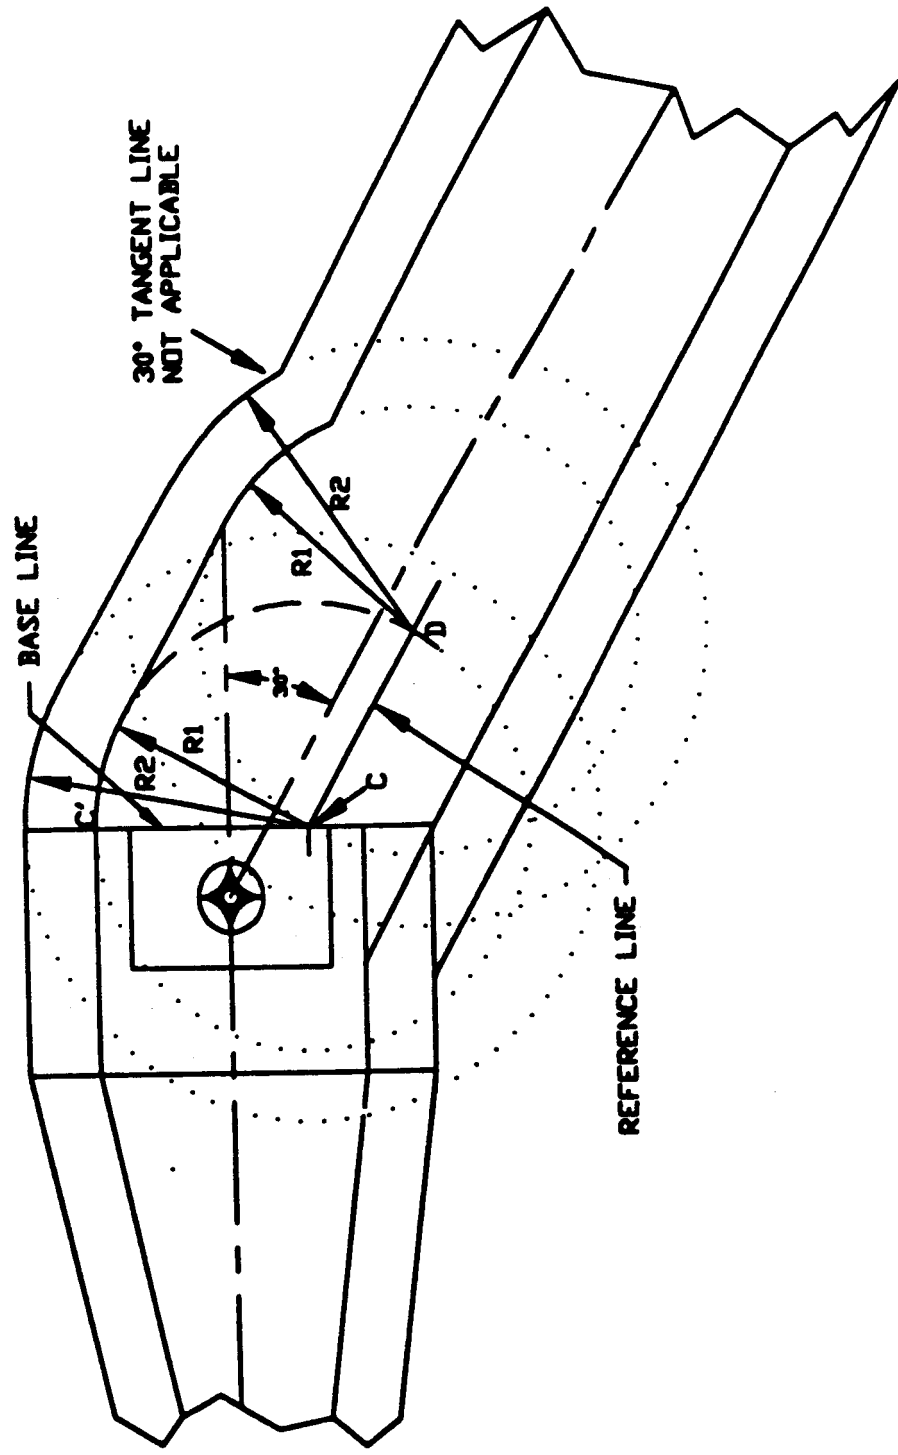 30° TANGENT LINE
NOT APPLICABLE
BASE LINE
R2
R1
D
30°
R1
R2
C
C'
REFERENCE LINE